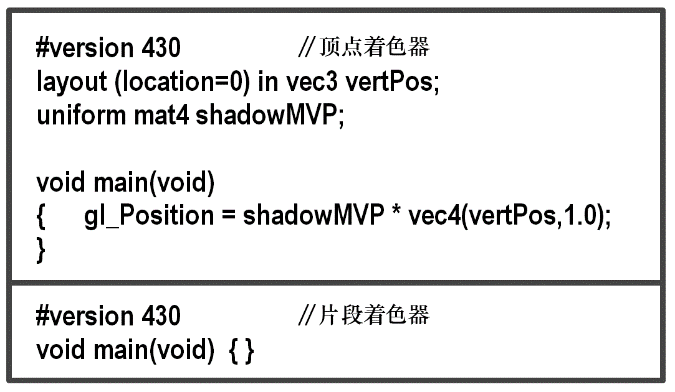 #version 430 //顶点着色器
layout (location=0) in vec3 vertPos;
uniform mat4 shadowMVP;
void main(void)
{ gl_Position = shadowMVP * vec4(vertPos,1.0);
}
#version 430 //片段着色器
void main(void) { }